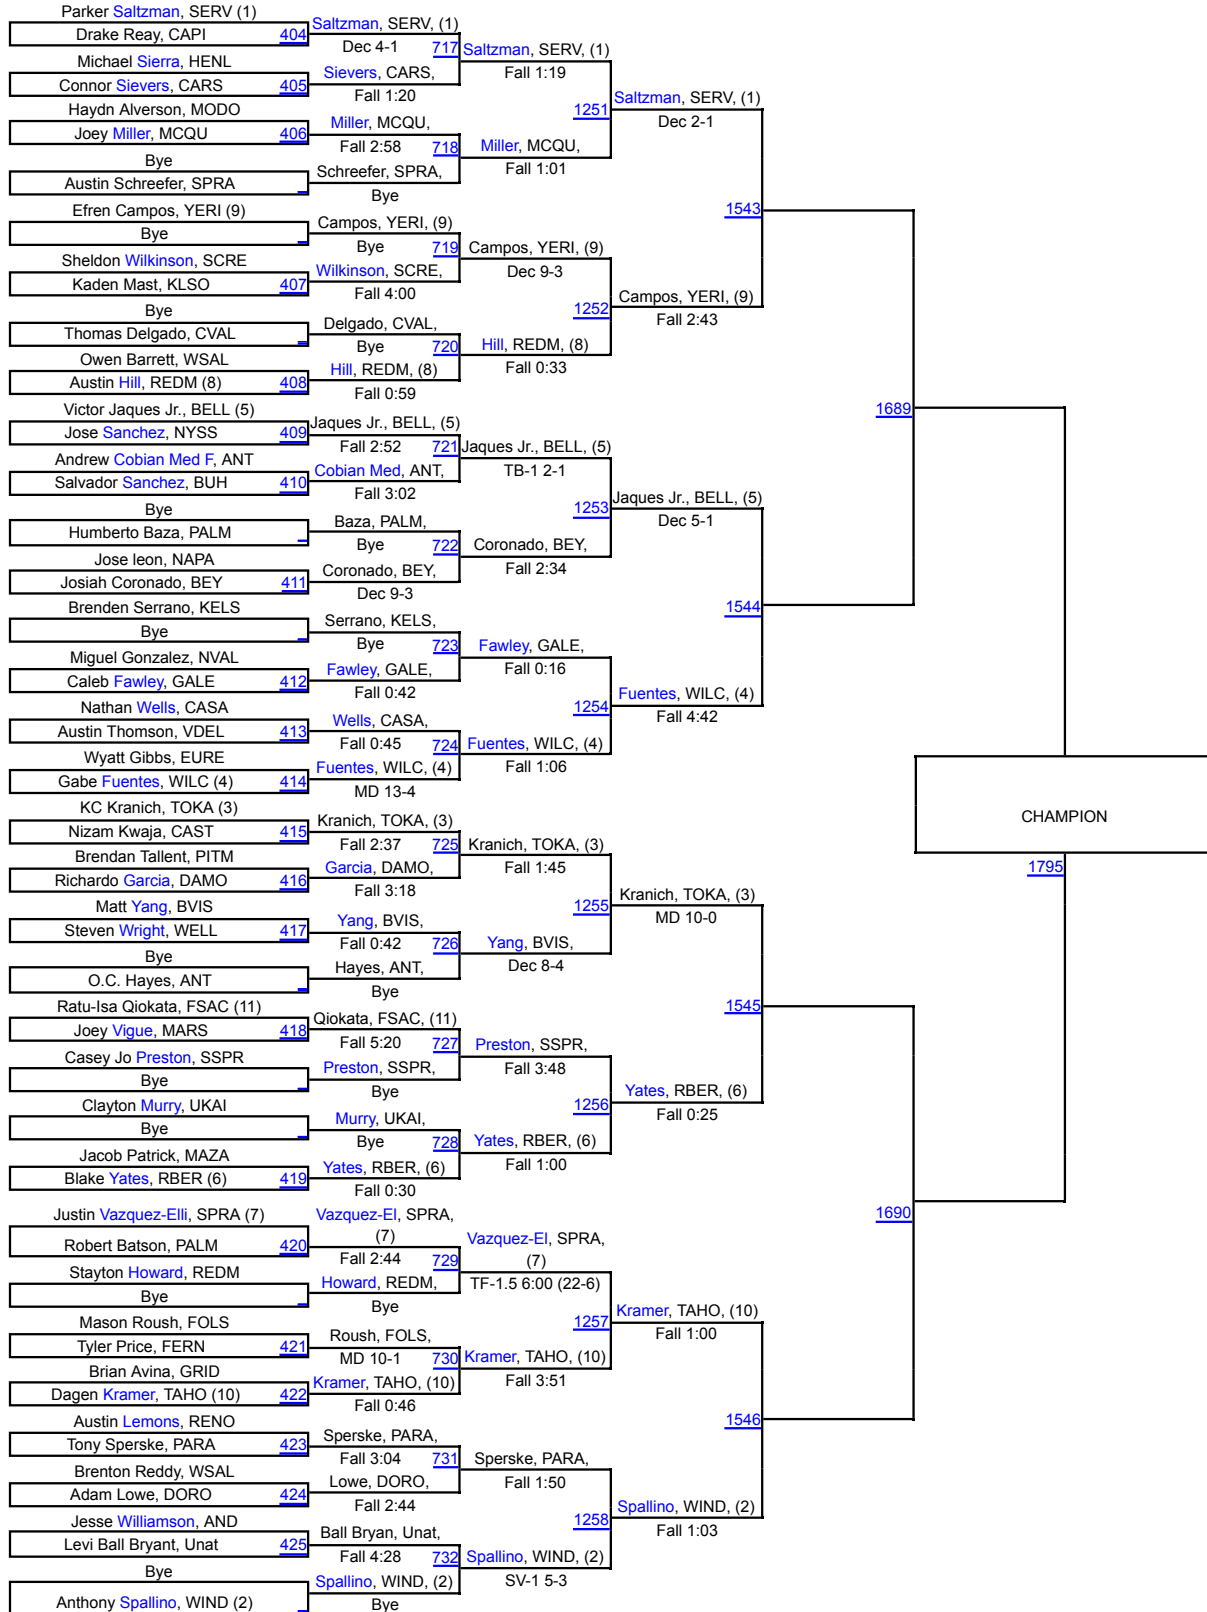 Parker Saltzman, SERV (1)
Drake Reay, CAPI 404
Michael Sierra, HENL
Connor Sievers, CARS 405
Haydn Alverson, MODO
Joey Miller, MCQU 406
Bye
Austin Schreefer, SPRA
Efren Campos, YERI (9)
Bye
Sheldon Wilkinson, SCRE
Kaden Mast, KLSO 407
Bye
Thomas Delgado, CVAL
Owen Barrett, WSAL
Austin Hill, REDM (8) 408
Victor Jaques Jr., BELL (5)
Jose Sanchez, NYSS 409
Andrew Cobian Med F, ANT
Salvador Sanchez, BUH 410
Bye
Humberto Baza, PALM
Jose leon, NAPA
Josiah Coronado, BEY 411
Brenden Serrano, KELS
Bye
Miguel Gonzalez, NVAL
Caleb Fawley, GALE 412
Nathan Wells, CASA
Austin Thomson, VDEL 413
Wyatt Gibbs, EURE
Gabe Fuentes, WILC (4) 414
KC Kranich, TOKA (3)
Nizam Kwaja, CAST 415
Brendan Tallent, PITM
Richardo Garcia, DAMO 416
Matt Yang, BVIS
Steven Wright, WELL 417
Bye
O.C. Hayes, ANT
Ratu-Isa Qiokata, FSAC (11)
Joey Vigue, MARS 418
Casey Jo Preston, SSPR
Bye
Clayton Murry, UKAI
Bye
Jacob Patrick, MAZA
Blake Yates, RBER (6) 419
Justin Vazquez-Elli, SPRA (7)
Robert Batson, PALM 420
Stayton Howard, REDM
Bye
Mason Roush, FOLS
Tyler Price, FERN 421
Brian Avina, GRID
Dagen Kramer, TAHO (10) 422
Austin Lemons, RENO
Tony Sperske, PARA 423
Brenton Reddy, WSAL
Adam Lowe, DORO 424
Jesse Williamson, AND
Levi Ball Bryant, Unat 425
Bye
Anthony Spallino, WIND (2)
Saltzman, SERV, (1)
Dec 4-1 717
Sievers, CARS,
Fall 1:20
Miller, MCQU,
Fall 2:58 718
Schreefer, SPRA,
Bye
Campos, YERI, (9)
Bye 719
Wilkinson, SCRE,
Fall 4:00
Delgado, CVAL,
Bye 720
Hill, REDM, (8)
Fall 0:59
Jaques Jr., BELL, (5)
Fall 2:52 721
Cobian Med, ANT,
Fall 3:02
Baza, PALM,
Bye 722
Coronado, BEY,
Dec 9-3
Serrano, KELS,
Bye 723
Fawley, GALE,
Fall 0:42
Wells, CASA,
Fall 0:45 724
Fuentes, WILC, (4)
MD 13-4
Kranich, TOKA, (3)
Fall 2:37 725
Garcia, DAMO,
Fall 3:18
Yang, BVIS,
Fall 0:42 726
Hayes, ANT,
Bye
Qiokata, FSAC, (11)
Fall 5:20 727
Preston, SSPR,
Bye
Murry, UKAI,
Bye 728
Yates, RBER, (6)
Fall 0:30
Vazquez-El, SPRA,
(7)
Fall 2:44 729
Howard, REDM,
Bye
Roush, FOLS,
MD 10-1 730
Kramer, TAHO, (10)
Fall 0:46
Sperske, PARA,
Fall 3:04 731
Lowe, DORO,
Fall 2:44
Ball Bryan, Unat,
Fall 4:28 732
Spallino, WIND, (2)
Bye
Saltzman, SERV, (1)
Fall 1:19
1251
Miller, MCQU,
Fall 1:01
Campos, YERI, (9)
Dec 9-3
1252
Hill, REDM, (8)
Fall 0:33
Jaques Jr., BELL, (5)
TB-1 2-1
1253
Coronado, BEY,
Fall 2:34
Fawley, GALE,
Fall 0:16
1254
Fuentes, WILC, (4)
Fall 1:06
Kranich, TOKA, (3)
Fall 1:45
1255
Yang, BVIS,
Dec 8-4
Preston, SSPR,
Fall 3:48
1256
Yates, RBER, (6)
Fall 1:00
Vazquez-El, SPRA,
(7)
TF-1.5 6:00 (22-6)
1257
Kramer, TAHO, (10)
Fall 3:51
Sperske, PARA,
Fall 1:50
1258
Spallino, WIND, (2)
SV-1 5-3
Saltzman, SERV, (1)
Dec 2-1
1543
Campos, YERI, (9)
Fall 2:43
Jaques Jr., BELL, (5)
Dec 5-1
1544
Fuentes, WILC, (4)
Fall 4:42
Kranich, TOKA, (3)
MD 10-0
1545
Yates, RBER, (6)
Fall 0:25
Kramer, TAHO, (10)
Fall 1:00
1546
Spallino, WIND, (2)
Fall 1:03
1689
1690
CHAMPION
1795